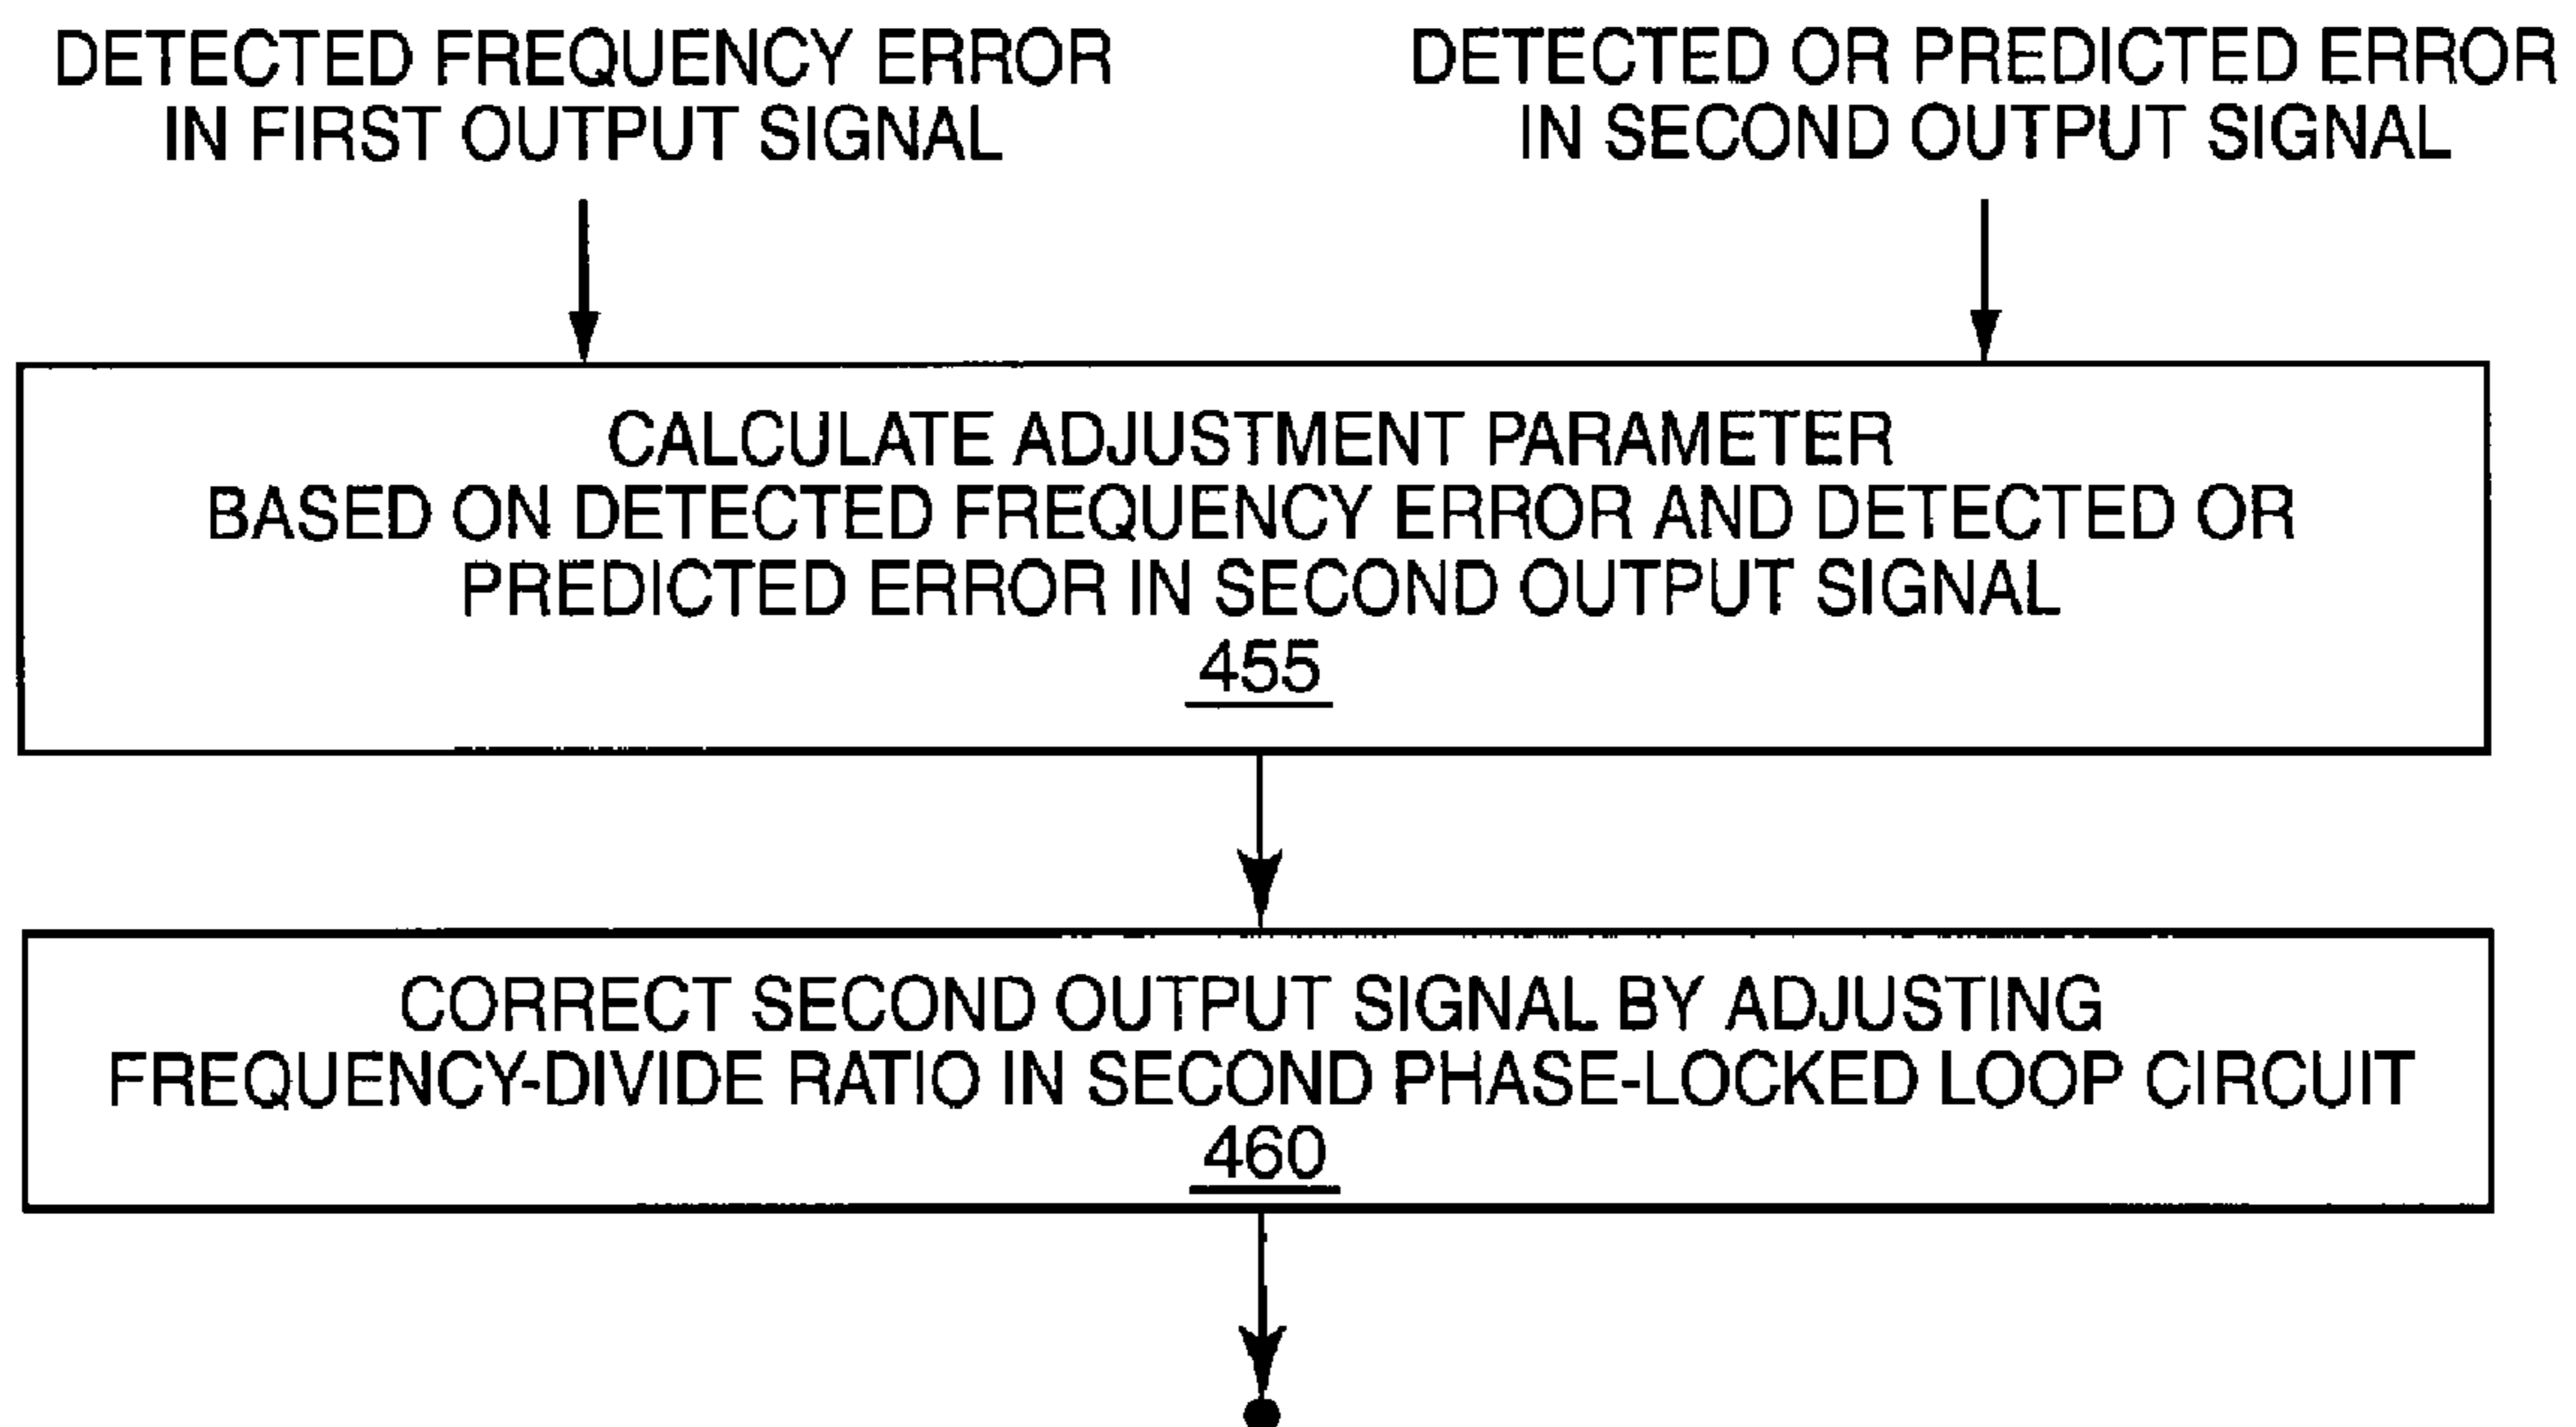 DETECTED FREQUENCY ERROR
IN FIRST OUTPUT SIGNAL
DETECTED OR PREDICTED ERROR
IN SECOND OUTPUT SIGNAL
CALCULATE ADJUSTMENT PARAMETER
BASED ON DETECTED FREQUENCY ERROR AND DETECTED OR
PREDICTED ERROR IN SECOND OUTPUT SIGNAL
455
CORRECT SECOND OUTPUT SIGNAL BY ADJUSTING
FREQUENCY-DIVIDE RATIO IN SECOND PHASE-LOCKED LOOP CIRCUIT
460